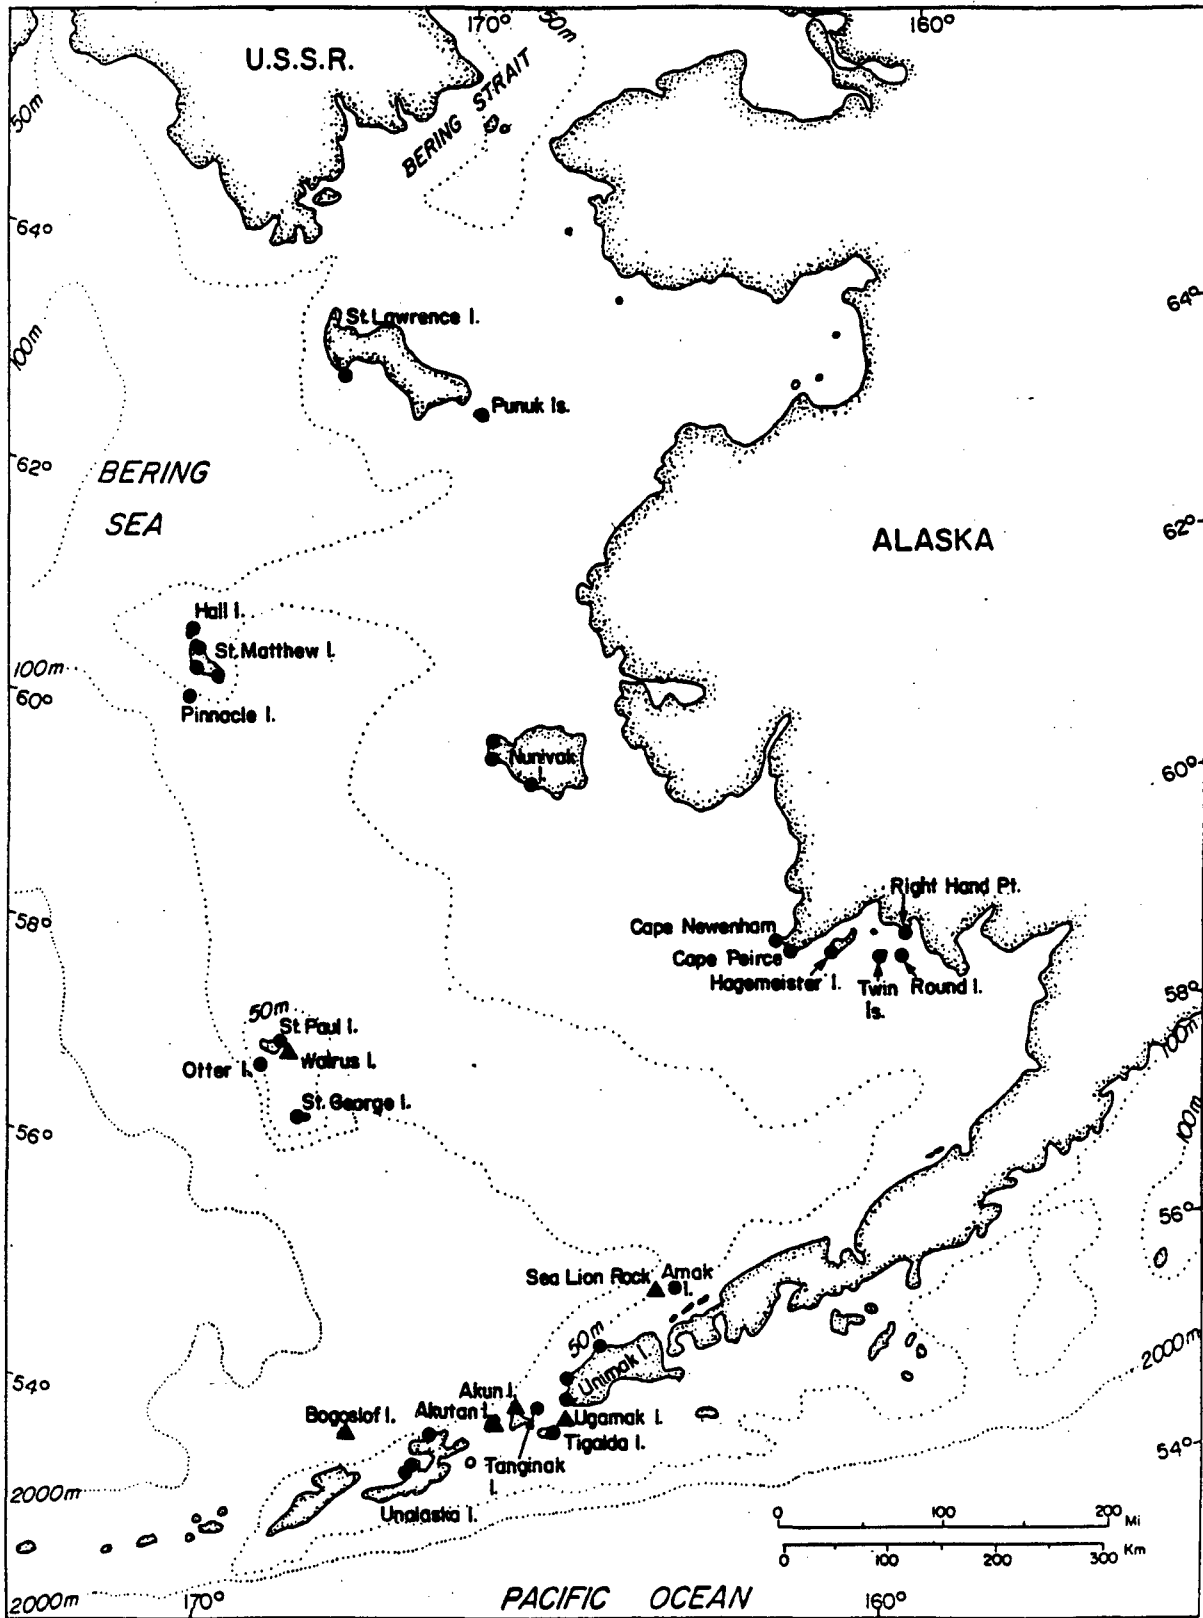 170°
50m
160°
U.S.S.R.
BERING STRAIT
50m
64°
64°
St. Lawrence I.
100m
Punuk Is.
62°
BERING
SEA
62°
ALASKA
Hall I.
St. Matthew I.
100m
60°
Pinnacle I.
Nunivak
I.
60°
Right Hand Pt.
58°
Cape Newenham
Cape Peirce
Hagemeister I.
Twin
Is.
Round I.
58°
50m
St. Paul I.
Walrus I.
Otter I.
St. George I.
100m
100m
56°
56°
Sea Lion Rock
Amak
I.
50m
Unimak I.
2000m
54°
Akun I.
Bogoslof I.
Akutan I.
Ugamak I.
Tigalda I.
54°
Tanginak
I.
2000m
Unalaska I.
0 100 200 Mi
0 100 200 300 Km
2000m
170°
PACIFIC OCEAN
160°